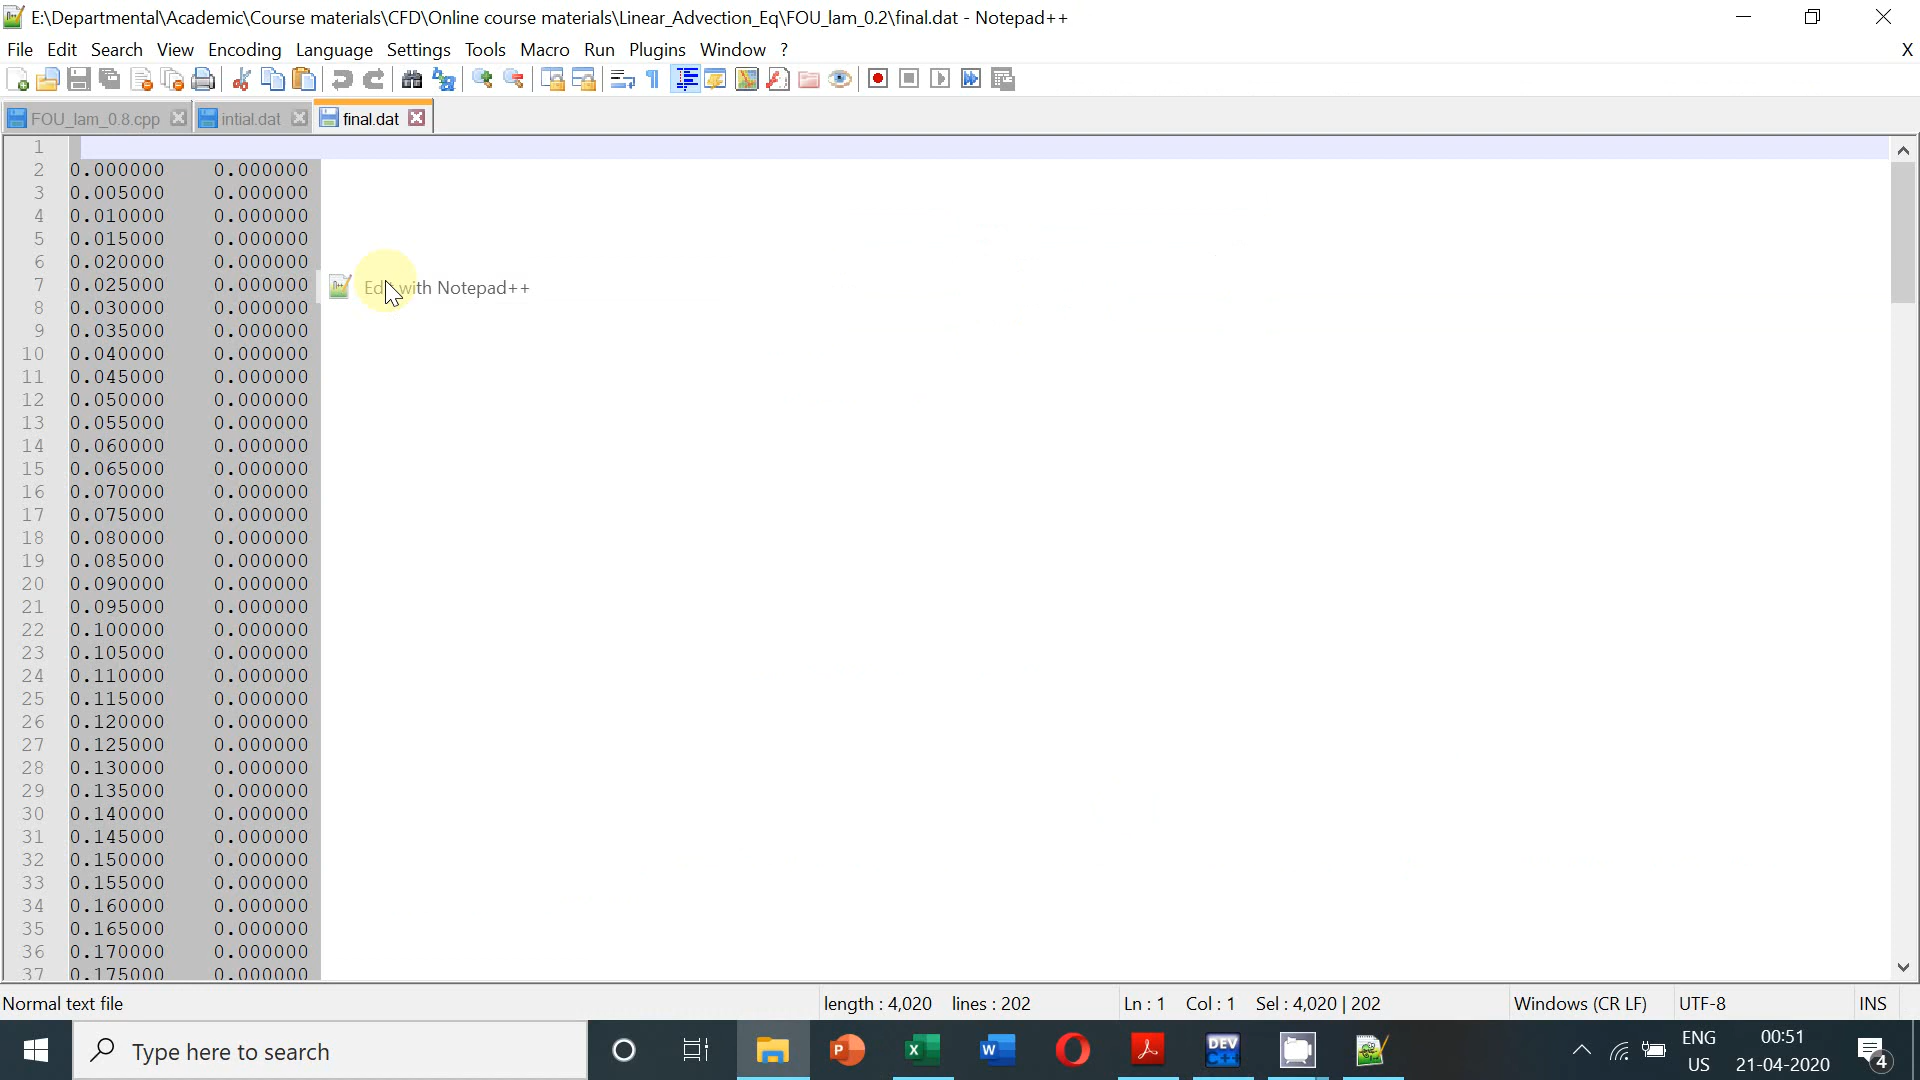 E:\Departmental\Academic\Course materials\CFD\Online course materials\Linear_Advection_Eq\FOU_lam_0.2\final.dat - Notepad++
File Edit Search View Encoding Language Settings Tools Macro Run Plugins Window ? X
FOU_lam_0.8.cpp intial.dat final.dat
1
2 0.000000 0.000000
3 0.005000 0.000000
4 0.010000 0.000000
5 0.015000 0.000000
6 0.020000 0.000000
7 0.025000 0.000000 Edit with Notepad++
8 0.030000 0.000000
9 0.035000 0.000000
10 0.040000 0.000000
11 0.045000 0.000000
12 0.050000 0.000000
13 0.055000 0.000000
14 0.060000 0.000000
15 0.065000 0.000000
16 0.070000 0.000000
17 0.075000 0.000000
18 0.080000 0.000000
19 0.085000 0.000000
20 0.090000 0.000000
21 0.095000 0.000000
22 0.100000 0.000000
23 0.105000 0.000000
24 0.110000 0.000000
25 0.115000 0.000000
26 0.120000 0.000000
27 0.125000 0.000000
28 0.130000 0.000000
29 0.135000 0.000000
30 0.140000 0.000000
31 0.145000 0.000000
32 0.150000 0.000000
33 0.155000 0.000000
34 0.160000 0.000000
35 0.165000 0.000000
36 0.170000 0.000000
37 0.175000 0.000000
Normal text file length : 4,020 lines : 202 Ln : 1 Col : 1 Sel : 4,020 | 202 Windows (CR LF) UTF-8 INS
Type here to search DEV C++ ENG US 00:51 21-04-2020 4